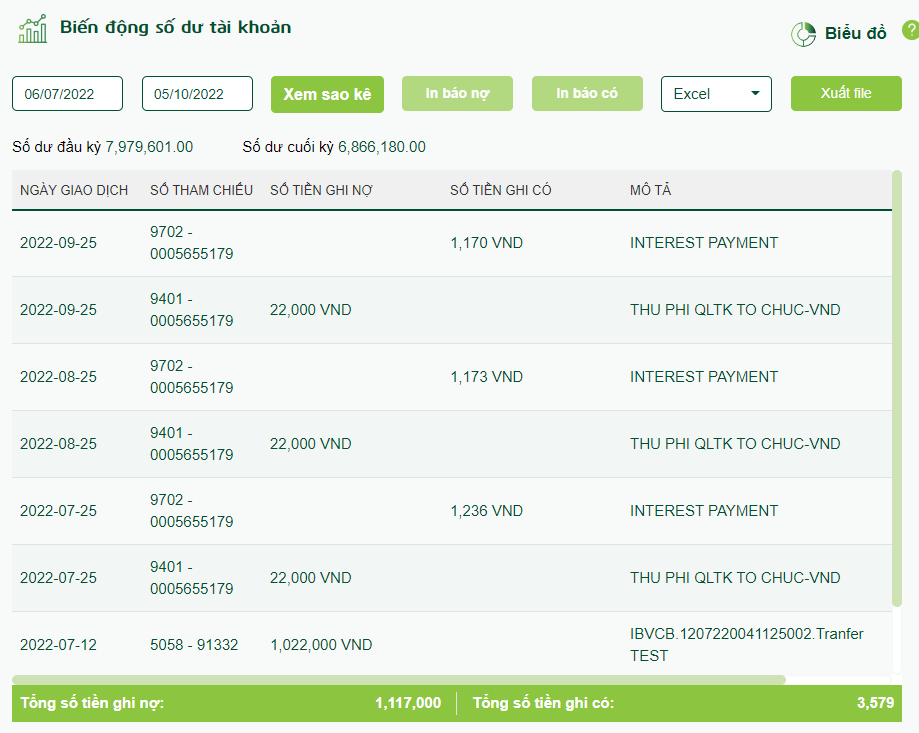 Biến động số dư tài khoản
Biểu đồ
?
06/07/2022
05/10/2022
Xem sao kê
In báo nợ
In báo có
Excel
Xuất file
Số dư đầu kỳ 7,979,601.00
Số dư cuối kỳ 6,866,180.00
NGÀY GIAO DỊCH SỐ THAM CHIẾU SỐ TIỀN GHI NỢ SỐ TIỀN GHI CÓ MÔ TẢ
2022-09-25
9702 -
0005655179
1,170 VND
INTEREST PAYMENT
2022-09-25
9401 -
0005655179
22,000 VND
THU PHI QLTK TO CHUC-VND
2022-08-25
9702 -
0005655179
1,173 VND
INTEREST PAYMENT
2022-08-25
9401 -
0005655179
22,000 VND
THU PHI QLTK TO CHUC-VND
2022-07-25
9702 -
0005655179
1,236 VND
INTEREST PAYMENT
2022-07-25
9401 -
0005655179
22,000 VND
THU PHI QLTK TO CHUC-VND
2022-07-12
5058 - 91332
1,022,000 VND
IBVCB.1207220041125002.Tranfer
TEST
Tổng số tiền ghi nợ: 1,117,000
Tổng số tiền ghi có: 3,579